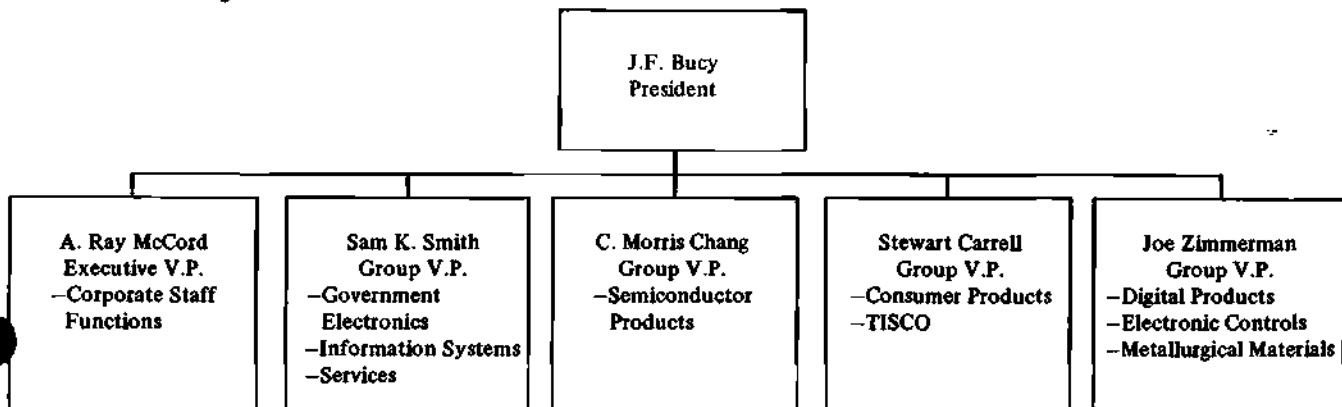 J.F. Bucy
President
A. Ray McCord
Executive V.P.
—Corporate Staff
Functions
Sam K. Smith
Group V.P.
—Government
Electronics
—Information Systems
—Services
C. Morris Chang
Group V.P.
—Semiconductor
Products
Stewart Carrell
Group V.P.
—Consumer Products
—TISCO
Joe Zimmerman
Group V.P.
—Digital Products
—Electronic Controls
—Metallurgical Materials